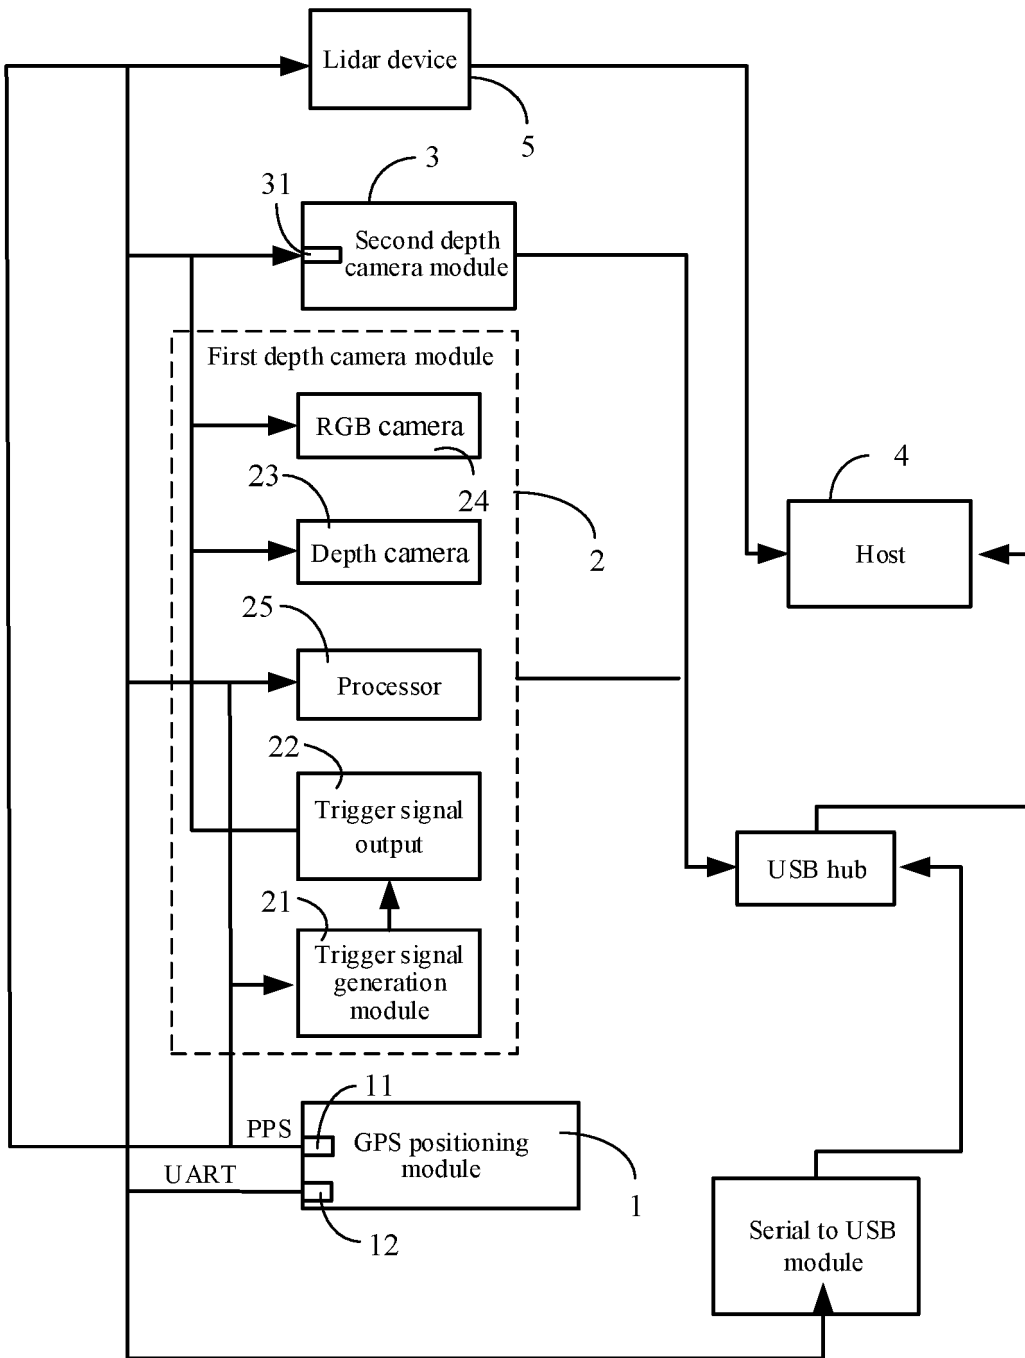 Lidar device
5
3
31
Second depth
camera module
First depth camera module
RGB camera
24
23
2
Depth camera
4
Host
25
Processor
22
Trigger signal
output
USB hub
21
Trigger signal
generation
module
11
PPS
GPS positioning
module
UART
1
12
Serial to USB
module